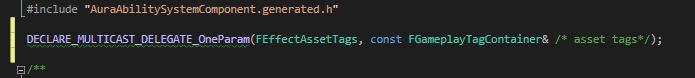 #include "AuraAbilitySystemComponent.generated.h"
DECLARE_MULTICAST_DELEGATE_OneParam(FEffectAssetTags, const FGameplayTagContainer& /* asset tags*/);
/**